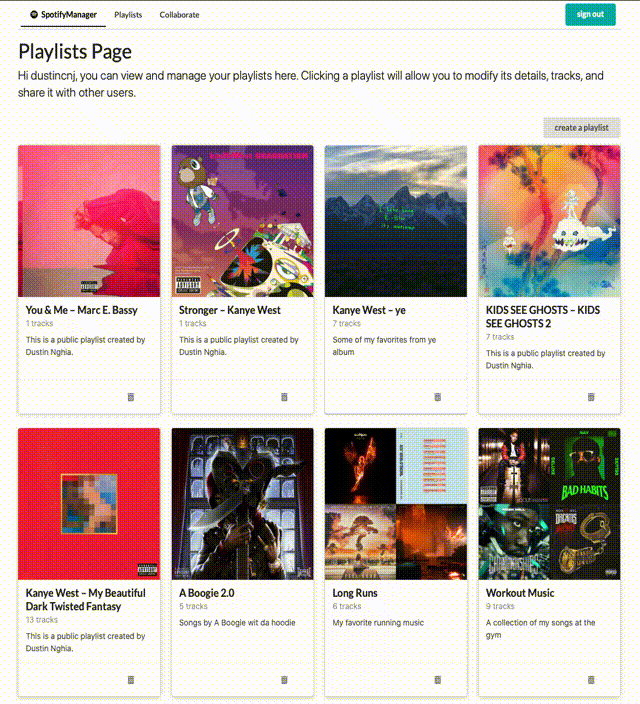 SpotifyManager Playlists Collaborate sign out
Playlists Page
Hi dustincnj, you can view and manage your playlists here. Clicking a playlist will allow you to modify its details, tracks, and
share it with other users.
create a playlist
You & Me – Marc E. Bassy
1 tracks
This is a public playlist created by
Dustin Nghia.
Stronger – Kanye West
1 tracks
This is a public playlist created by
Dustin Nghia.
Kanye West – ye
7 tracks
Some of my favorites from ye
album
KIDS SEE GHOSTS – KIDS
SEE GHOSTS 2
7 tracks
This is a public playlist created by
Dustin Nghia.
BAD HABITS
Kanye West – My Beautiful
Dark Twisted Fantasy
13 tracks
This is a public playlist created by
Dustin Nghia.
A Boogie 2.0
5 tracks
Songs by A Boogie wit da hoodie
Long Runs
6 tracks
My favorite running music
Workout Music
9 tracks
A collection of my songs at the
gym